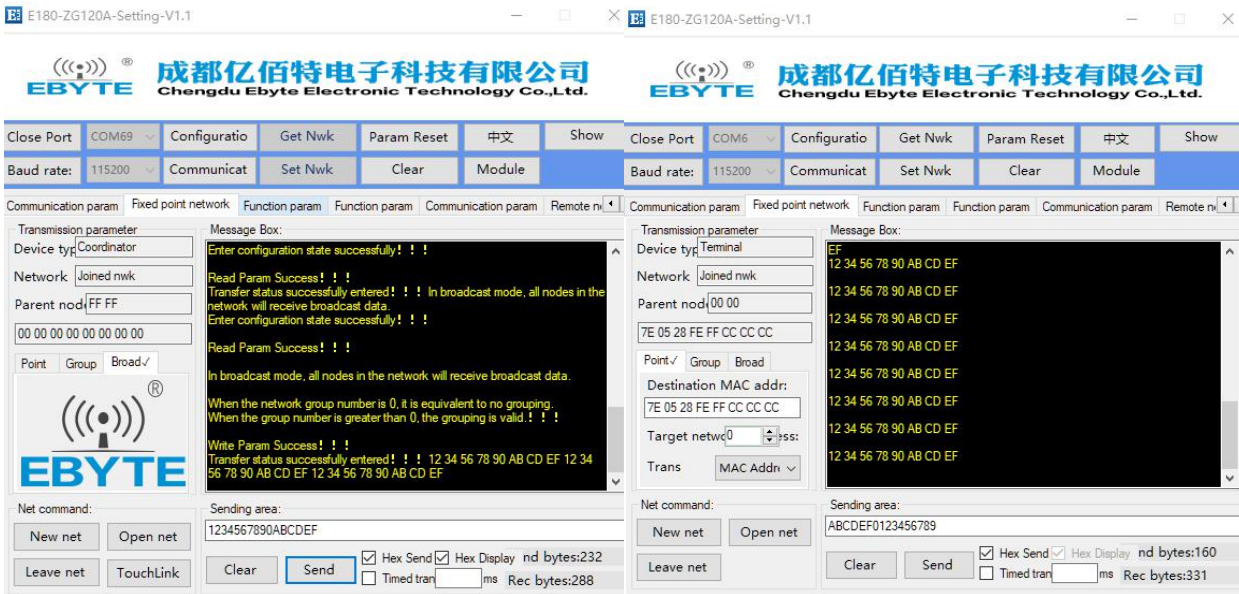 E180-ZG120A-Setting-V1.1
EBYTE
成都亿佰特电子科技有限公司
Chengdu Ebyte Electronic Technology Co.,Ltd.
Close Port COM69 Configuratio Get Nwk Param Reset 中文 Show
Baud rate: 115200 Communicat Set Nwk Clear Module
Communication param Fixed point network Function param Function param Communication param Remote n
Transmission parameter
Device typ Coordinator
Network Joined nwk
Parent nod FF FF
00 00 00 00 00 00 00 00
Point Group Broad✓
EBYTE
Message Box:
Enter configuration state successfully! ! !
Read Param Success! ! !
Transfer status successfully entered! ! ! In broadcast mode, all nodes in the
network will receive broadcast data.
Enter configuration state successfully! ! !
Read Param Success! ! !
In broadcast mode, all nodes in the network will receive broadcast data.
When the network group number is 0, it is equivalent to no grouping.
When the group number is greater than 0, the grouping is valid.! ! !
Write Param Success! ! !
Transfer status successfully entered! ! ! 12 34 56 78 90 AB CD EF 12 34
56 78 90 AB CD EF 12 34 56 78 90 AB CD EF
Net command:
New net Open net
Leave net TouchLink
Sending area:
1234567890ABCDEF
Clear Send
Hex Send Hex Display nd bytes:232
Timed tran ms Rec bytes:288
E180-ZG120A-Setting-V1.1
EBYTE
成都亿佰特电子科技有限公司
Chengdu Ebyte Electronic Technology Co.,Ltd.
Close Port COM6 Configuratio Get Nwk Param Reset 中文 Show
Baud rate: 115200 Communicat Set Nwk Clear Module
Communication param Fixed point network Function param Function param Communication param Remote n
Transmission parameter
Device typ Terminal
Network Joined nwk
Parent nod 00 00
7E 05 28 FE FF CC CC CC
Point✓ Group Broad
Destination MAC addr:
7E 05 28 FE FF CC CC CC
Target netwo 0 ess:
Trans MAC Addre
Message Box:
EF
12 34 56 78 90 AB CD EF
12 34 56 78 90 AB CD EF
12 34 56 78 90 AB CD EF
12 34 56 78 90 AB CD EF
12 34 56 78 90 AB CD EF
12 34 56 78 90 AB CD EF
12 34 56 78 90 AB CD EF
12 34 56 78 90 AB CD EF
Net command:
New net Open net
Leave net
Sending area:
ABCDEF0123456789
Clear Send
Hex Send Hex Display nd bytes:160
Timed tran ms Rec bytes:331